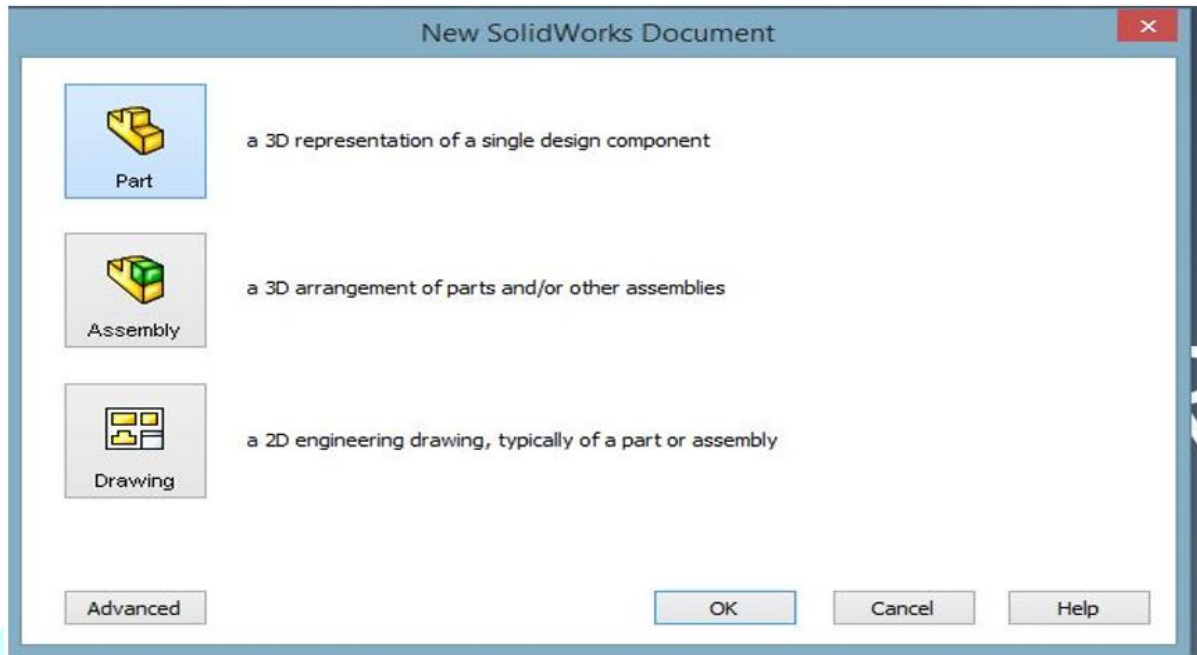 New SolidWorks Document
Part
a 3D representation of a single design component
Assembly
a 3D arrangement of parts and/or other assemblies
Drawing
a 2D engineering drawing, typically of a part or assembly
Advanced
OK
Cancel
Help